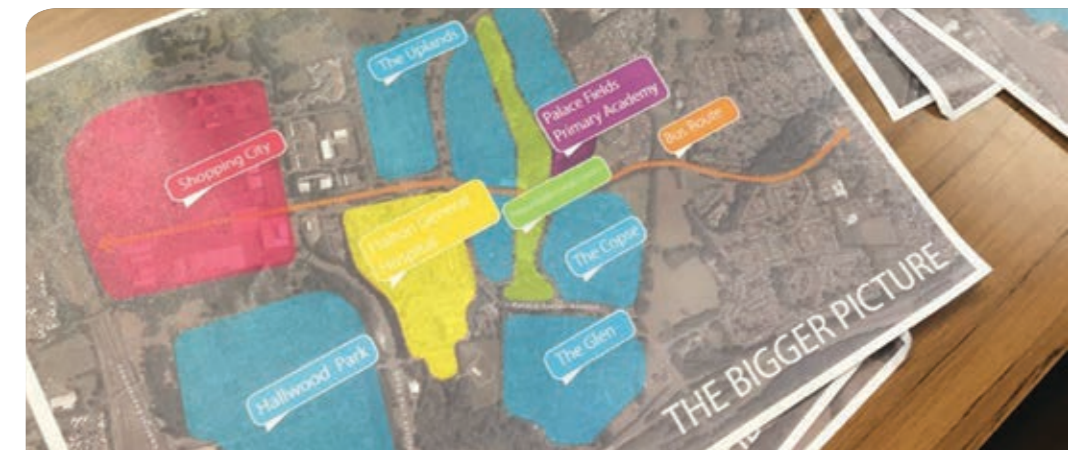 The Uplands
Palace Fields
Primary Academy
Bus Route
Shopping City
Halton General
Hospital
The Copse
The Glen
Hallwood Park
THE BIGGER PICTURE